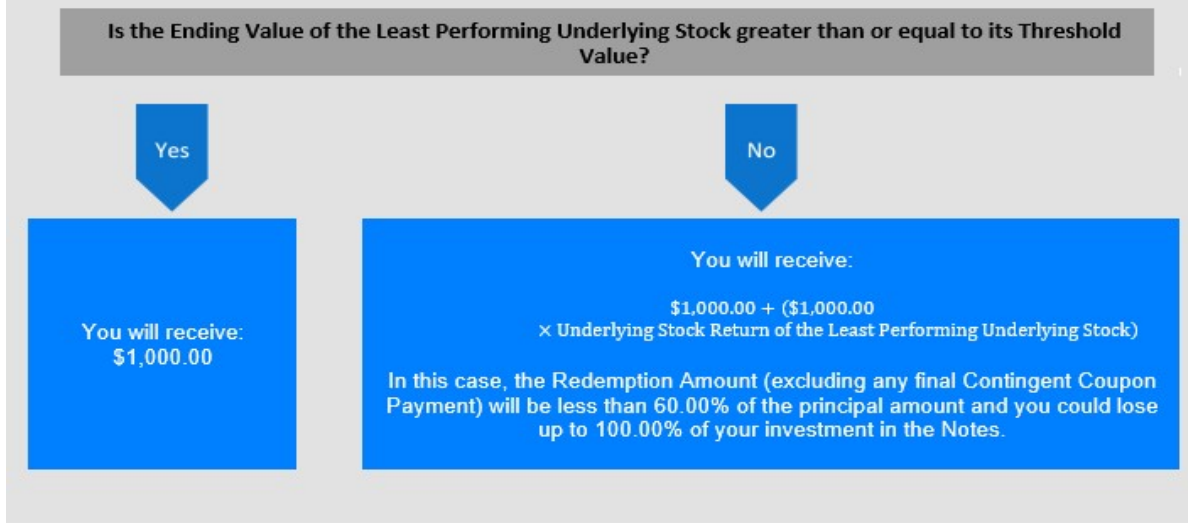 Is the Ending Value of the Least Performing Underlying Stock greater than or equal to its Threshold
Value?
Yes
No
You will receive:
$1,000.00
You will receive:
$1,000.00 + ($1,000.00
× Underlying Stock Return of the Least Performing Underlying Stock)
In this case, the Redemption Amount (excluding any final Contingent Coupon
Payment) will be less than 60.00% of the principal amount and you could lose
up to 100.00% of your investment in the Notes.